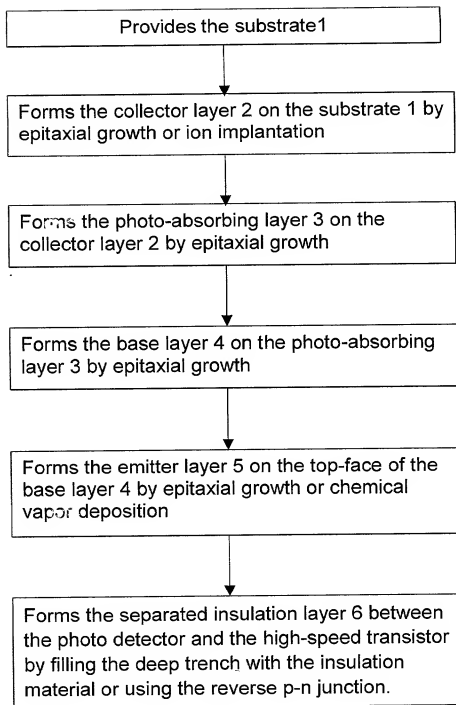 Provides the substrate1
Forms the collector layer 2 on the substrate 1 by
epitaxial growth or ion implantation
Forms the photo-absorbing layer 3 on the
collector layer 2 by epitaxial growth
Forms the base layer 4 on the photo-absorbing
layer 3 by epitaxial growth
Forms the emitter layer 5 on the top-face of the
base layer 4 by epitaxial growth or chemical
vapor deposition
Forms the separated insulation layer 6 between
the photo detector and the high-speed transistor
by filling the deep trench with the insulation
material or using the reverse p-n junction.